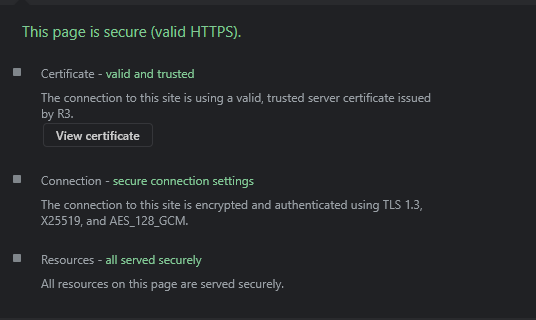 This page is secure (valid HTTPS).
Certificate - valid and trusted
The connection to this site is using a valid, trusted server certificate issued
by R3.
View certificate
Connection - secure connection settings
The connection to this site is encrypted and authenticated using TLS 1.3,
X25519, and AES_128_GCM.
Resources - all served securely
All resources on this page are served securely.